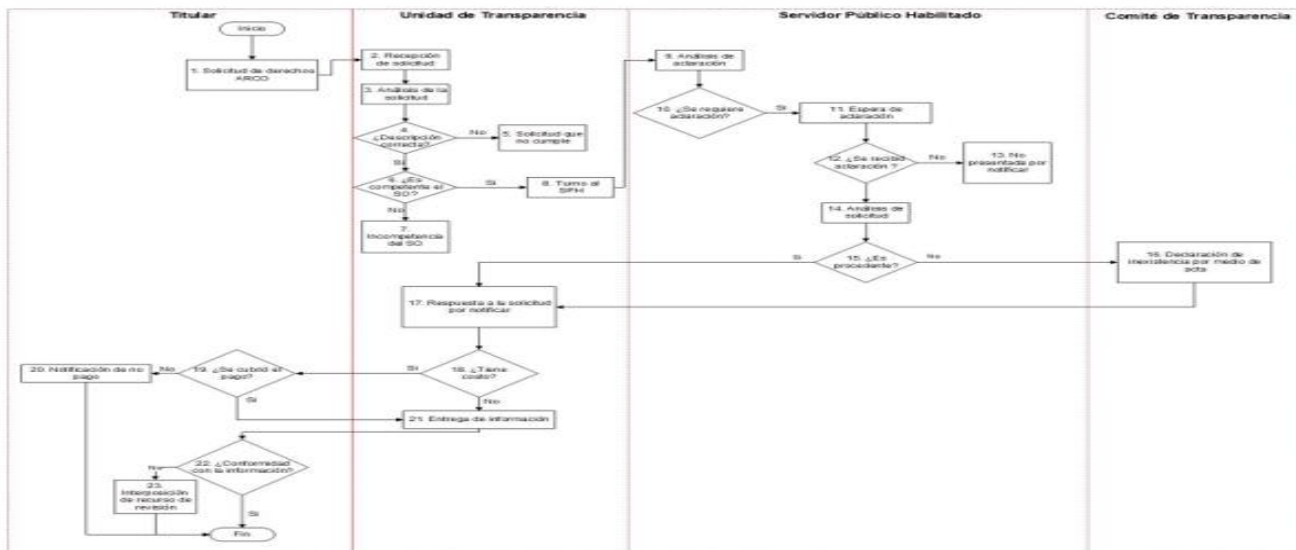 Titular
Unidad de Transparencia
Servidor Público Habilitado
Comité de Transparencia
Inicio
1. Solicitud de derechos
ARCO
2. Recepción
de solicitud
3. Análisis de la
solicitud
4.
¿Descripción
correcta?
No
5. Solicitud que
no cumple
Si
6. ¿Es
competente el
SO?
Si
8. Turno al
SPH
No
7.
Incompetencia
del SO
9. Análisis de
aclaración
10. ¿Se requiere
aclaración?
Si
11. Espera de
aclaración
12. ¿Se recibió
aclaración ?
No
13. No
presentada por
notificar
14. Análisis de
solicitud
15. ¿Es
procedente?
Si
No
16. Declaración de
inexistencia por medio de
acta
17. Respuesta a la solicitud
por notificar
18. ¿Tiene
costo?
Si
No
19. ¿Se cubrió el
pago?
No
20. Notificación de no
pago
Si
21. Entrega de información
22. ¿Conformidad
con la información?
No
23.
Interposición
de recurso de
revisión
Si
Fin